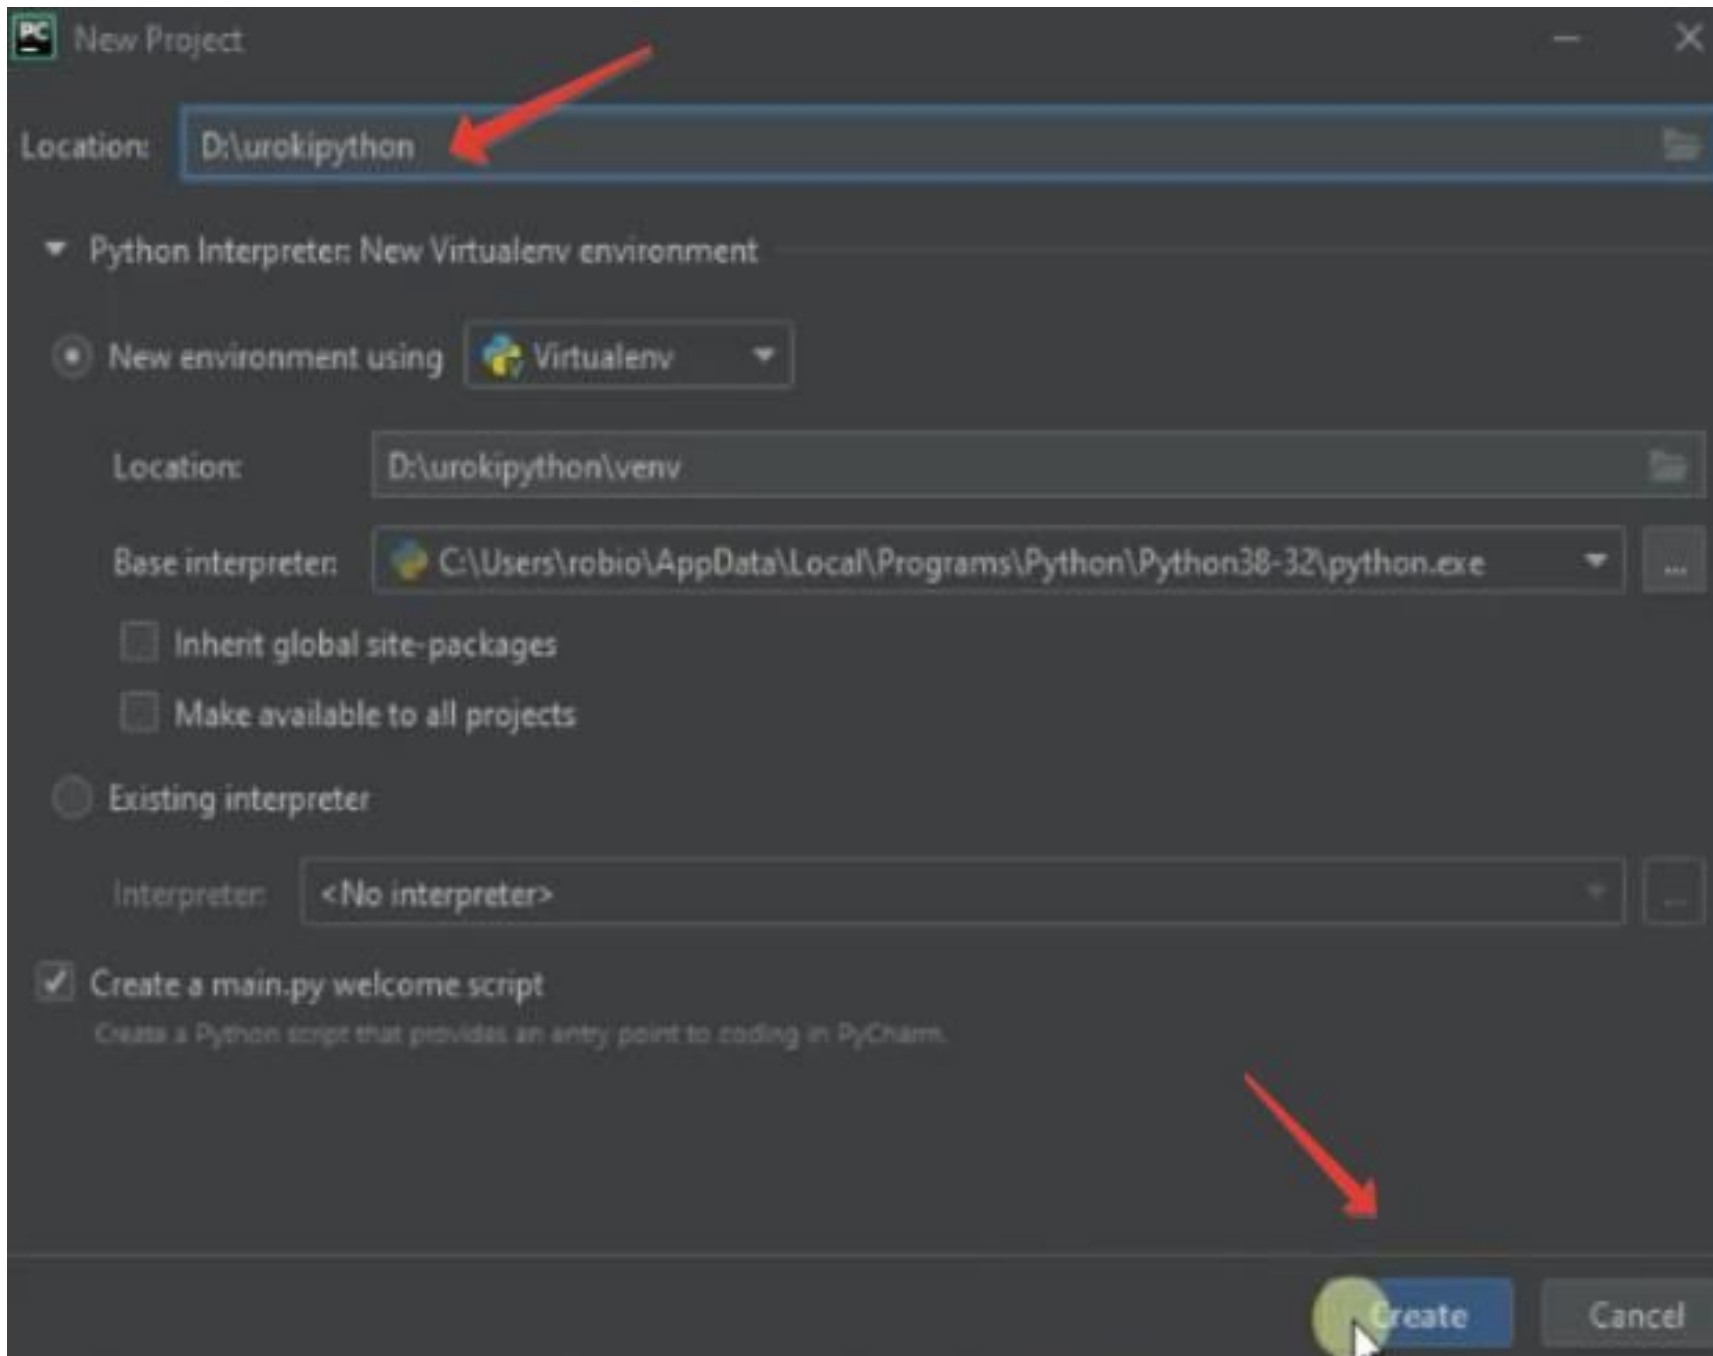 PC New Project
Location: D:\urokipython
Python Interpreter: New Virtualenv environment
New environment using Virtualenv
Location: D:\urokipython\venv
Base interpreter: C:\Users\robio\AppData\Local\Programs\Python\Python38-32\python.exe ...
Inherit global site-packages
Make available to all projects
Existing interpreter
Interpreter: <No interpreter> ...
Create a main.py welcome script
Create a Python script that provides an entry point to coding in PyCharm.
Create Cancel